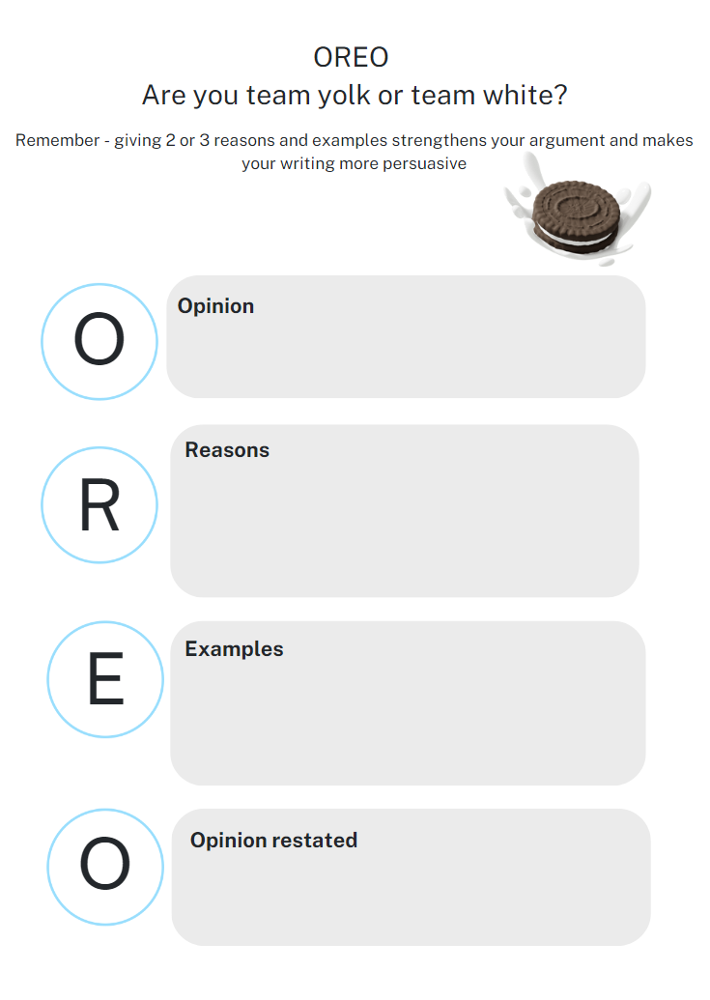 OREO
Are you team yolk or team white?
Remember - giving 2 or 3 reasons and examples strengthens your argument and makes
your writing more persuasive
O
Opinion
R
Reasons
E
Examples
O
Opinion restated